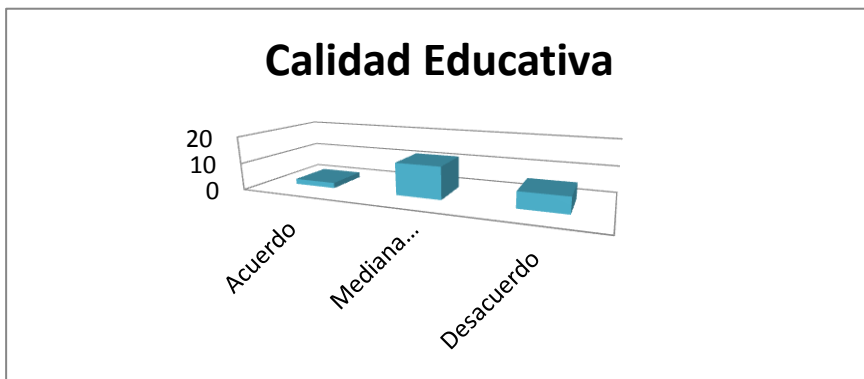 Calidad Educativa
20
10
0
Acuerdo
Mediana...
Desacuerdo